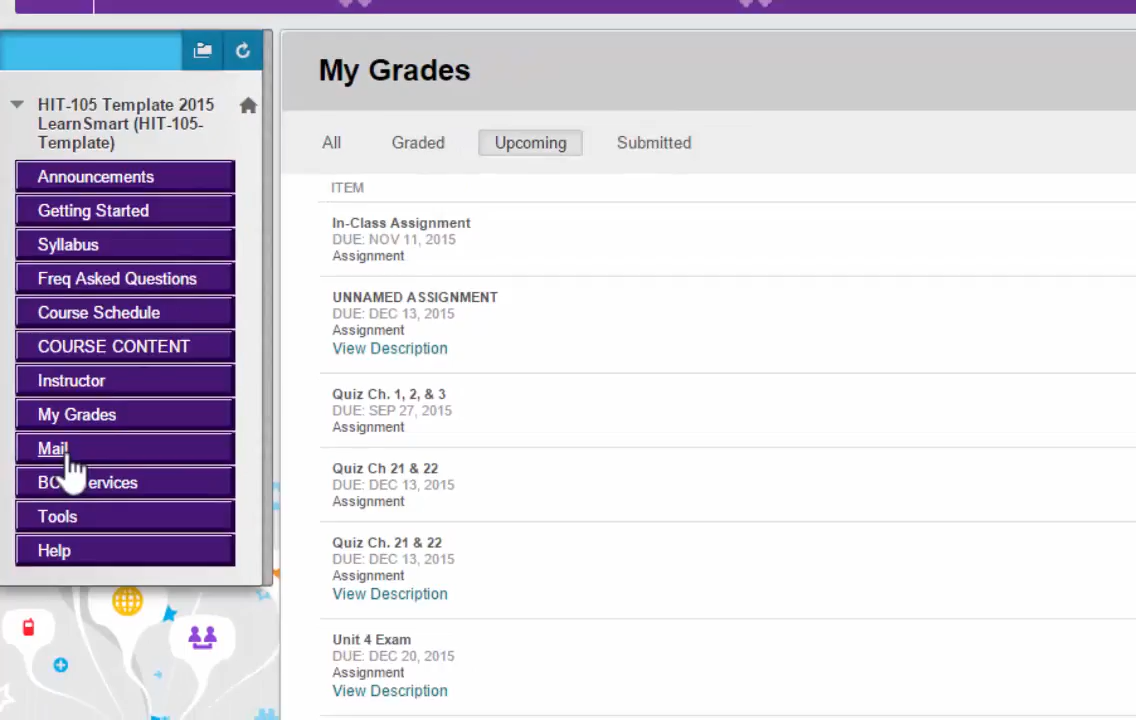 HIT-105 Template 2015
LearnSmart (HIT-105-
Template)
Announcements
Getting Started
Syllabus
Freq Asked Questions
Course Schedule
COURSE CONTENT
Instructor
My Grades
Mail
Tools
Help
My Grades
All Graded Upcoming Submitted
ITEM
In-Class Assignment
DUE: NOV 11, 2015
Assignment
UNNAMED ASSIGNMENT
DUE: DEC 13, 2015
Assignment
View Description
Quiz Ch. 1, 2, & 3
DUE: SEP 27, 2015
Assignment
Quiz Ch 21 & 22
DUE: DEC 13, 2015
Assignment
Quiz Ch. 21 & 22
DUE: DEC 13, 2015
Assignment
View Description
Unit 4 Exam
DUE: DEC 20, 2015
Assignment
View Description